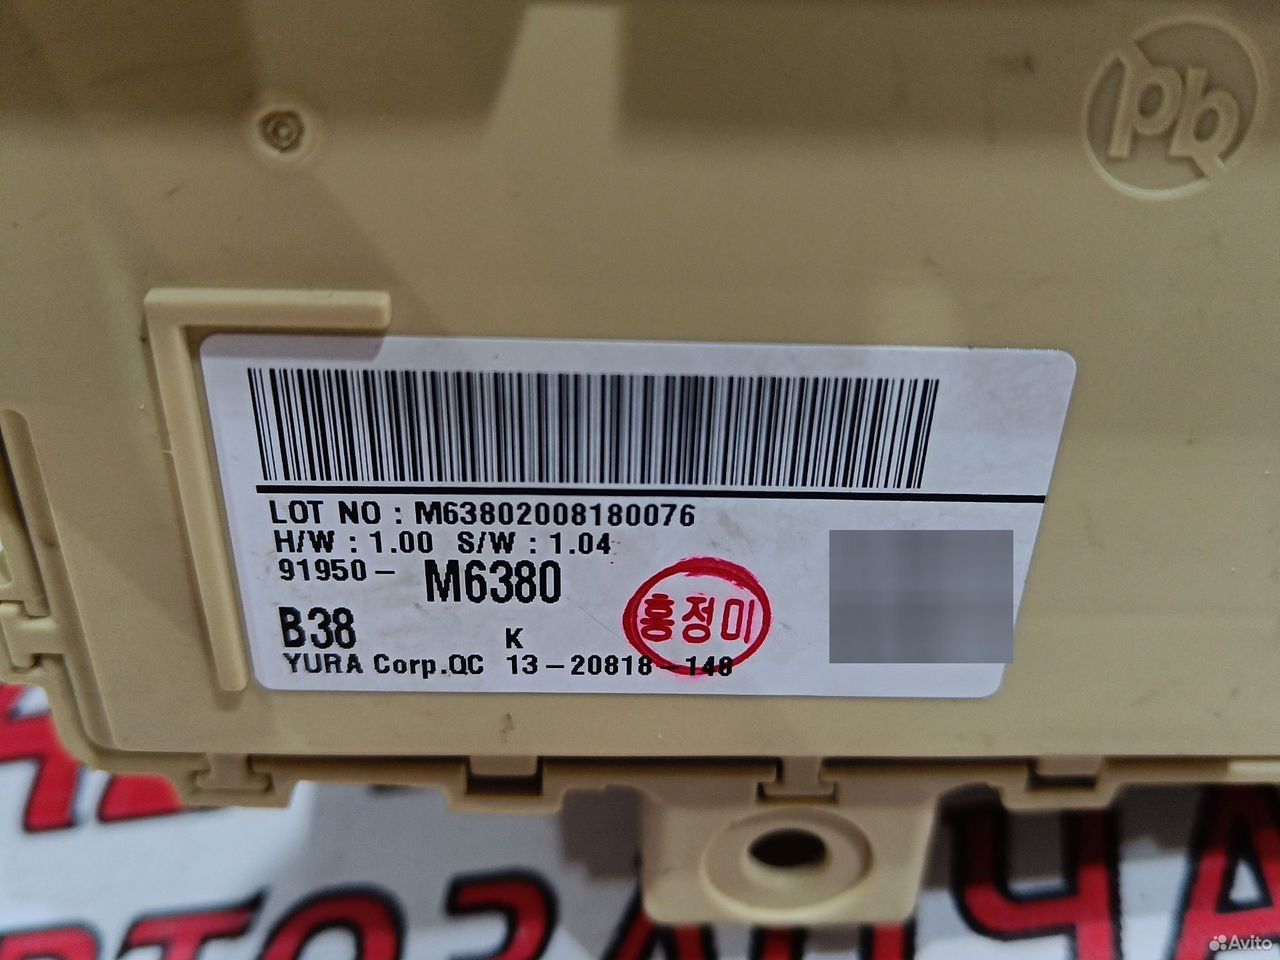 pb
LOT NO : M63802008180076
H/W : 1.00 S/W : 1.04
91950- M6380
B38 K
홍정미
YURA Corp.QC 13-20818-148
Avito